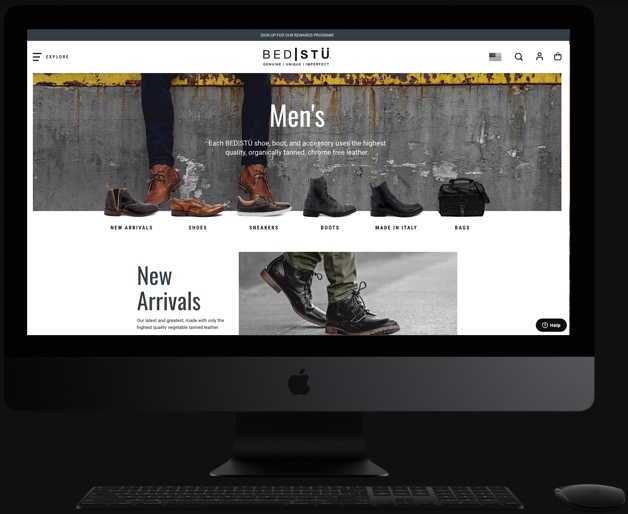 SIGN UP FOR OUR REWARDS PROGRAM!
EXPLORE
BED|STÜ
GENUINE | UNIQUE | IMPERFECT
Men's
Each BED|STÜ shoe, boot, and accessory uses the highest
quality, organically tanned, chrome free leather.
NEW ARRIVALS SHOES SNEAKERS BOOTS MADE IN ITALY BAGS
New
Arrivals
Our latest and greatest, made with only the
highest quality vegetable tanned leather.
Help